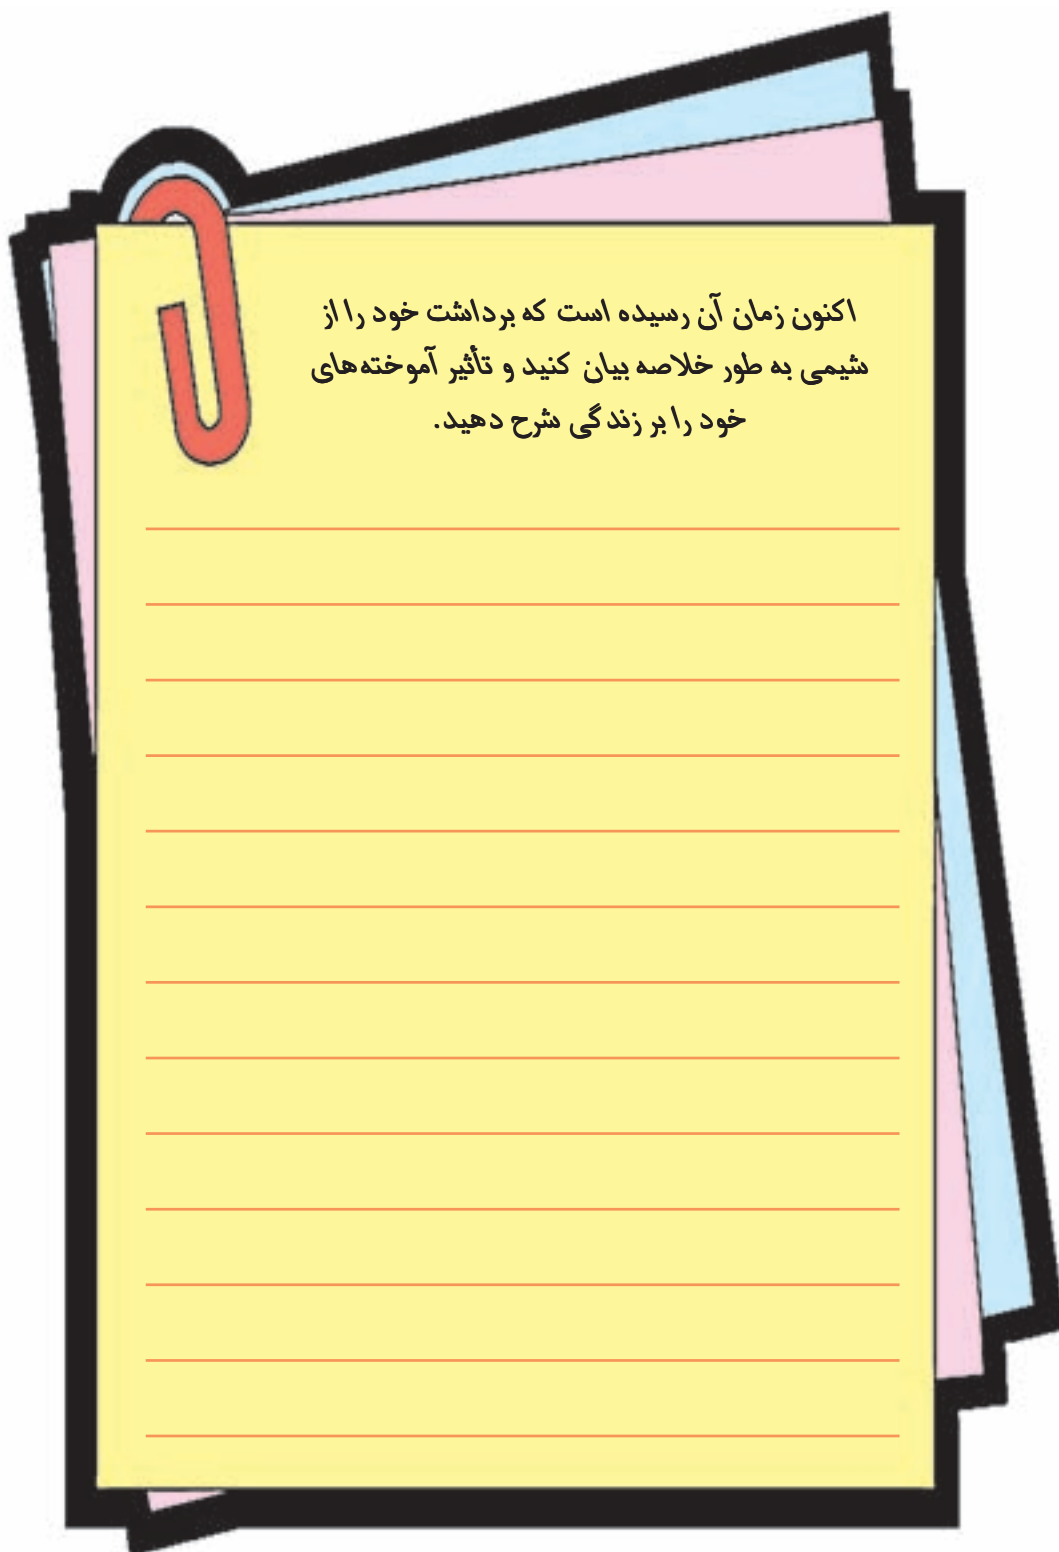 اکنون زمان آن رسیده است که برداشت خود را از
شیمی به طور خلاصه بیان کنید و تأثیر آموخته‌های
خود را بر زندگی شرح دهید.